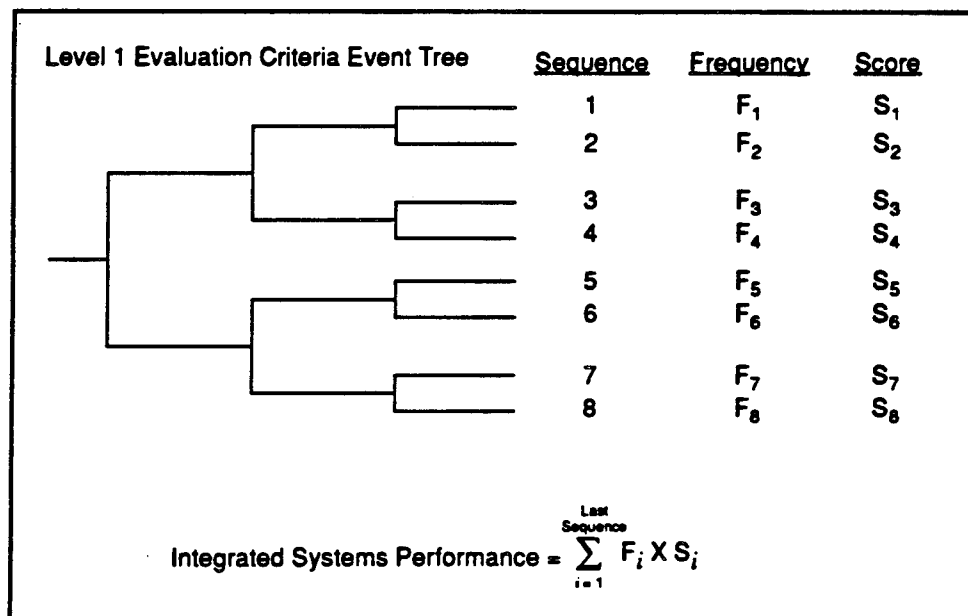 Level 1 Evaluation Criteria Event Tree Sequence Frequency Score
1 F₁ S₁
2 F₂ S₂
3 F₃ S₃
4 F₄ S₄
5 F₅ S₅
6 F₆ S₆
7 F₇ S₇
8 F₈ S₈
Last
Sequence
Integrated Systems Performance = ∑ Fᵢ X Sᵢ
i = 1